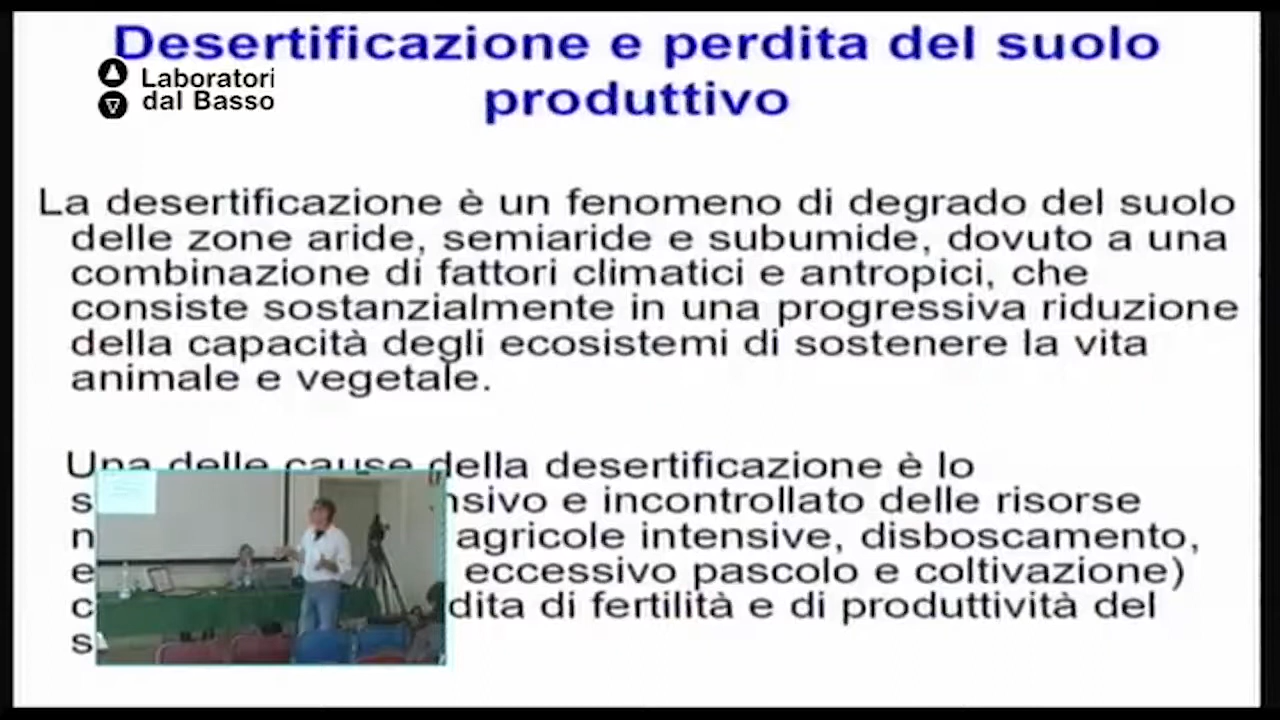 Desertificazione e perdita del suolo
produttivo
Laboratori
dal Basso
La desertificazione è un fenomeno di degrado del suolo
delle zone aride, semiaride e subumide, dovuto a una
combinazione di fattori climatici e antropici, che
consiste sostanzialmente in una progressiva riduzione
della capacità degli ecosistemi di sostenere la vita
animale e vegetale.
Una delle cause della desertificazione è lo
e incontrollato delle risorse
agricole intensive, disboscamento,
eccessivo pascolo e coltivazione)
di fertilità e di produttività del